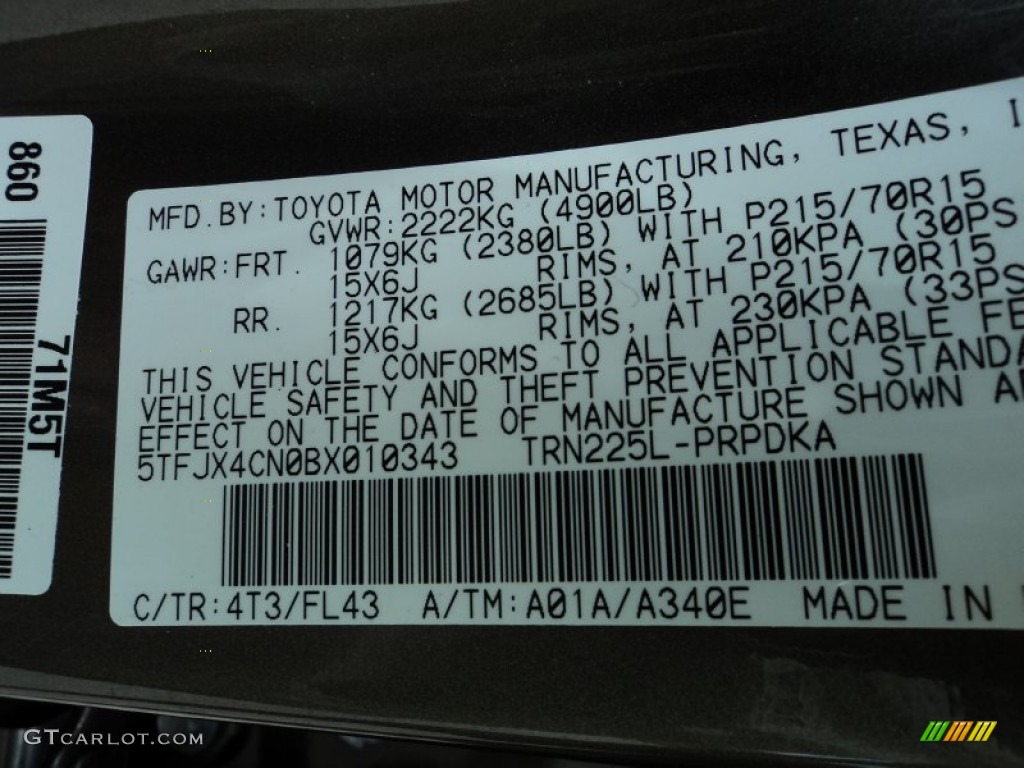 860
71M5T
MFD. BY: TOYOTA MOTOR MANUFACTURING, TEXAS, I
GVWR: 2222KG (4900LB)
GAWR: FRT. 1079KG (2380LB) WITH P215/70R15
15X6J RIMS, AT 210KPA (30PS
RR. 1217KG (2685LB) WITH P215/70R15
15X6J RIMS, AT 230KPA (33PS
THIS VEHICLE CONFORMS TO ALL APPLICABLE FE
VEHICLE SAFETY AND THEFT PREVENTION STANDA
EFFECT ON THE DATE OF MANUFACTURE SHOWN A
5TFJX4CN0BX010343 TRN225L-PRPDKA
C/TR: 4T3/FL43 A/TM: A01A/A340E MADE IN
GTCARLOT.COM